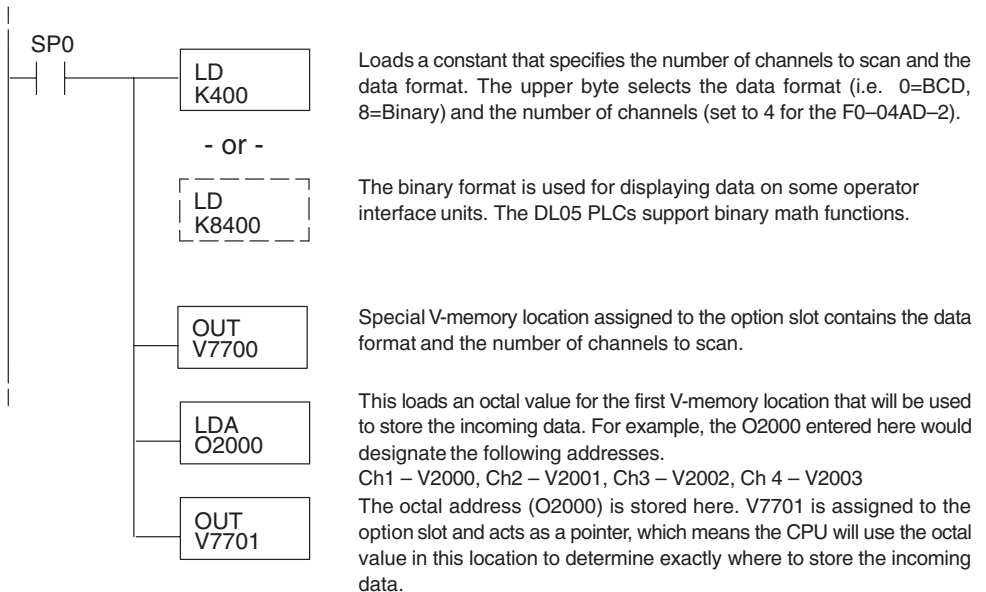 SP0
LD
K400
Loads a constant that specifies the number of channels to scan and the
data format. The upper byte selects the data format (i.e. 0=BCD,
8=Binary) and the number of channels (set to 4 for the F0–04AD–2).
- or -
LD
K8400
The binary format is used for displaying data on some operator
interface units. The DL05 PLCs support binary math functions.
OUT
V7700
Special V-memory location assigned to the option slot contains the data
format and the number of channels to scan.
LDA
O2000
This loads an octal value for the first V-memory location that will be used
to store the incoming data. For example, the O2000 entered here would
designate the following addresses.
Ch1 – V2000, Ch2 – V2001, Ch3 – V2002, Ch 4 – V2003
OUT
V7701
The octal address (O2000) is stored here. V7701 is assigned to the
option slot and acts as a pointer, which means the CPU will use the octal
value in this location to determine exactly where to store the incoming
data.